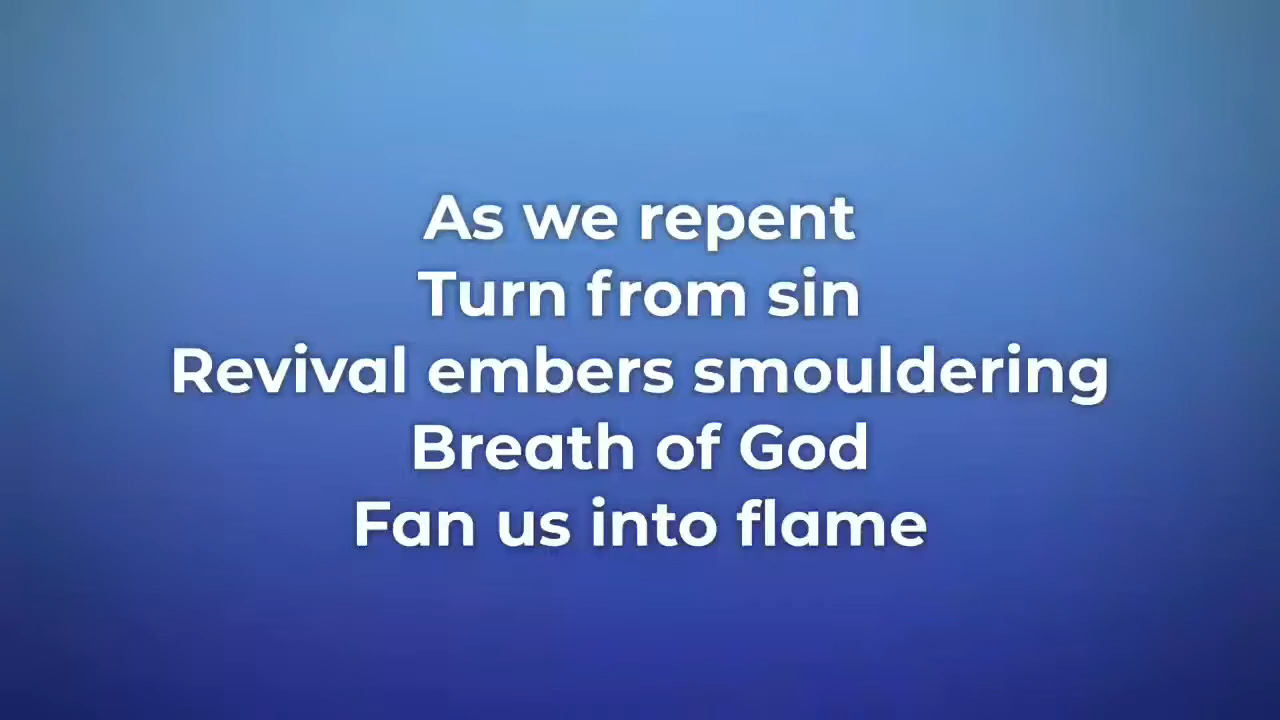 As we repent
Turn from sin
Revival embers smouldering
Breath of God
Fan us into flame